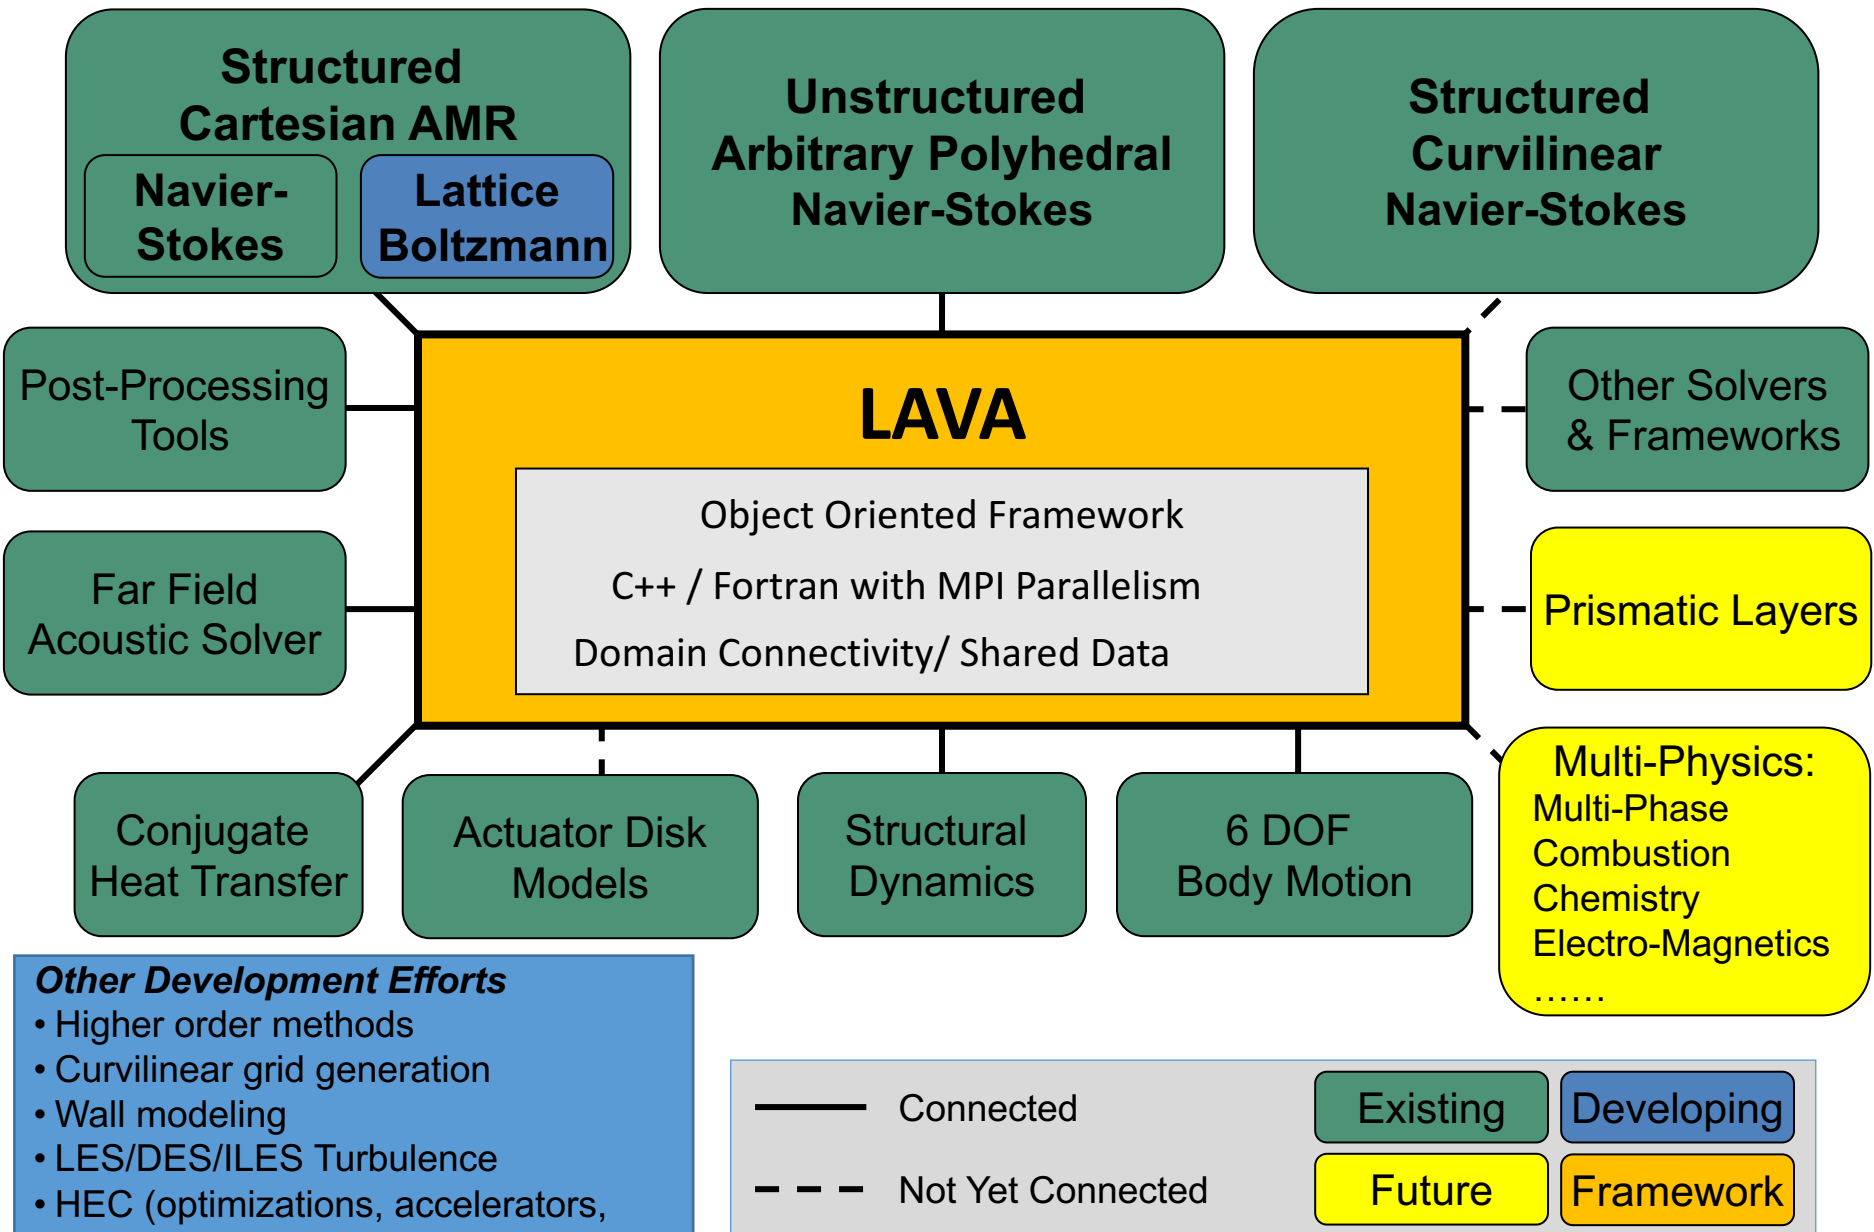 Structured
Cartesian AMR
Navier-
Stokes
Lattice
Boltzmann
Unstructured
Arbitrary Polyhedral
Navier-Stokes
Structured
Curvilinear
Navier-Stokes
Post-Processing
Tools
LAVA
Other Solvers
& Frameworks
Object Oriented Framework
C++ / Fortran with MPI Parallelism
Domain Connectivity/ Shared Data
Far Field
Acoustic Solver
Prismatic Layers
Conjugate
Heat Transfer
Actuator Disk
Models
Structural
Dynamics
6 DOF
Body Motion
Multi-Physics:
Multi-Phase
Combustion
Chemistry
Electro-Magnetics
......
Other Development Efforts
• Higher order methods
• Curvilinear grid generation
• Wall modeling
• LES/DES/ILES Turbulence
• HEC (optimizations, accelerators,
Connected
Not Yet Connected
Existing
Developing
Future
Framework